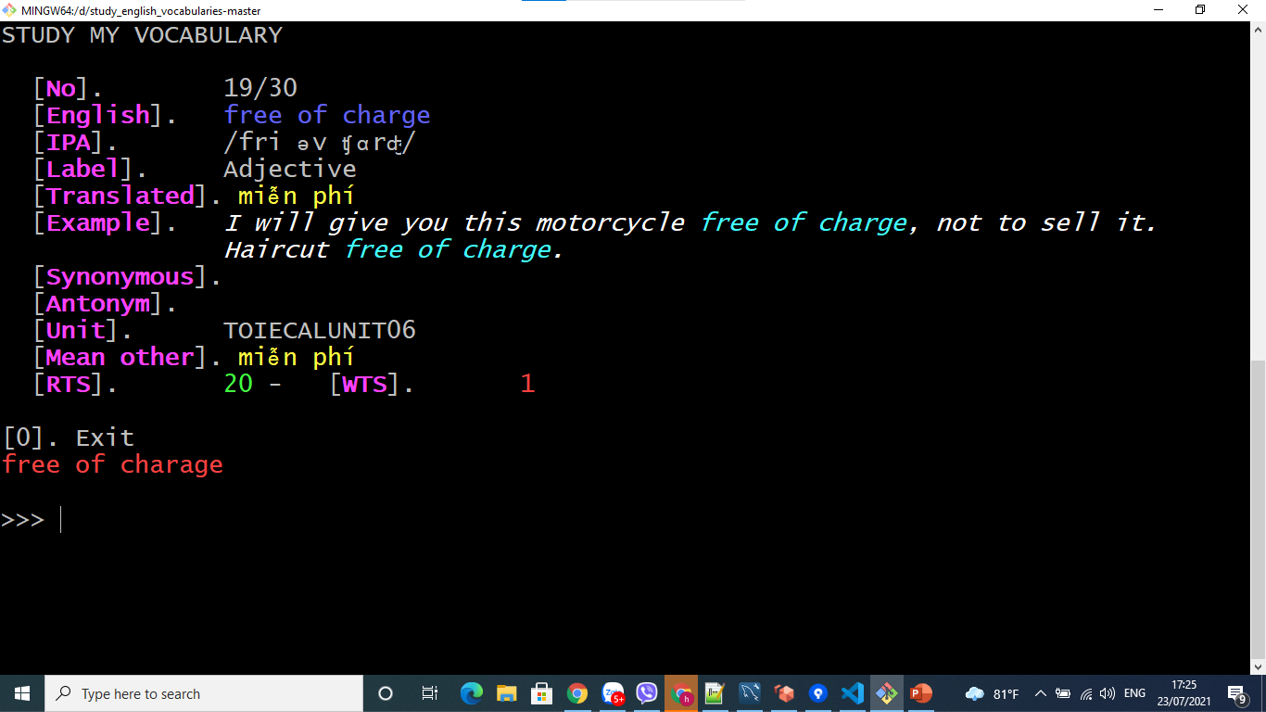 MINGW64:/d/study_english_vocabularies-master
STUDY MY VOCABULARY
[No]. 19/30
[English]. free of charge
[IPA]. /fri əv ʧɑrʤ/
[Label]. Adjective
[Translated]. miễn phí
[Example]. I will give you this motorcycle free of charge, not to sell it.
Haircut free of charge.
[Synonymous].
[Antonym].
[Unit]. TOIECALUNIT06
[Mean other]. miễn phí
[RTS]. 20 - [WTS]. 1
[0]. Exit
free of charage
>>>
Type here to search
81°F
ENG
17:25
23/07/2021
9